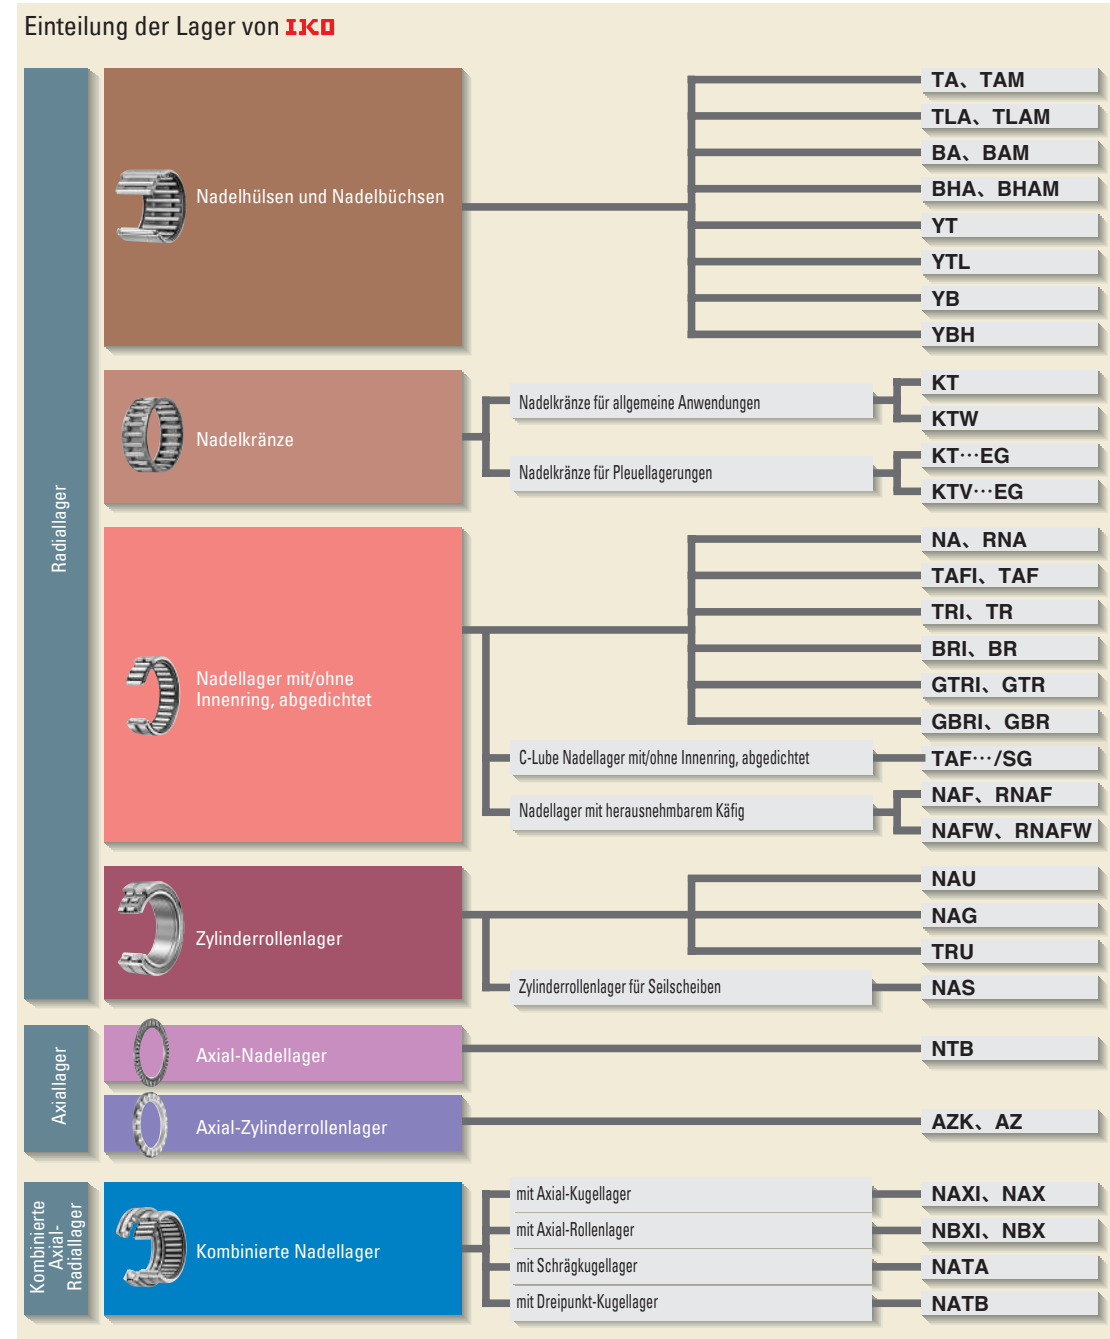 Einteilung der Lager von IKO
Radiallager
Nadelhülsen und Nadelbüchsen
TA、TAM
TLA、TLAM
BA、BAM
BHA、BHAM
YT
YTL
YB
YBH
Nadelkränze
Nadelkränze für allgemeine Anwendungen
KT
KTW
Nadelkränze für Pleuellagerungen
KT···EG
KTV···EG
Nadellager mit/ohne
Innenring, abgedichtet
NA、RNA
TAFI、TAF
TRI、TR
BRI、BR
GTRI、GTR
GBRI、GBR
C-Lube Nadellager mit/ohne Innenring, abgedichtet
TAF···/SG
Nadellager mit herausnehmbarem Käfig
NAF、RNAF
NAFW、RNAFW
Zylinderrollenlager
NAU
NAG
TRU
Zylinderrollenlager für Seilscheiben
NAS
Axiallager
Axial-Nadellager
NTB
Axial-Zylinderrollenlager
AZK、AZ
Kombinierte
Axial-
Radiallager
Kombinierte Nadellager
mit Axial-Kugellager
NAXI、NAX
mit Axial-Rollenlager
NBXI、NBX
mit Schrägkugellager
NATA
mit Dreipunkt-Kugellager
NATB